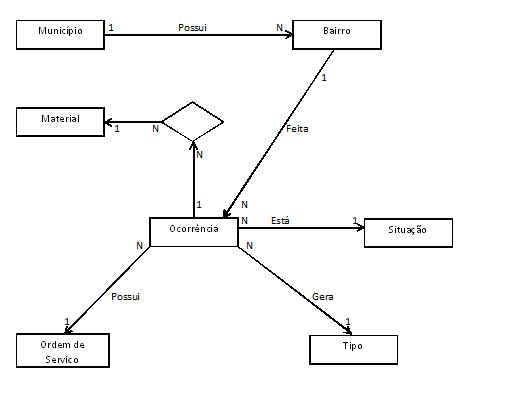 Município
1
Possui
N
Bairro
1
Material
1
N
Feita
N
1
N
Ocorrência
N
Está
1
Situação
N
N
Possui
Gera
1
1
Ordem de
Servico
Tipo